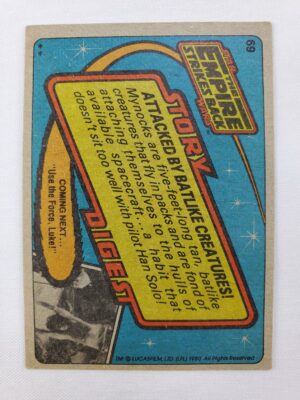 69
STAR
THE
EMPIRE
STRIKES BACK
WARS
STORY
DIGEST
ATTACKED BY BATLIKE CREATURES!
Mynocks are five-feet-long tan, batlike
creatures that fly in packs and are fond of
attaching themselves to the hulls of
available spacecraft...a habit that
doesn't sit too well with pilot Han Solo!
COMING NEXT...
"Use the Force, Luke!"
TM: © LUCASFILM, LTD. (LFL) 1980. All Rights Reserved